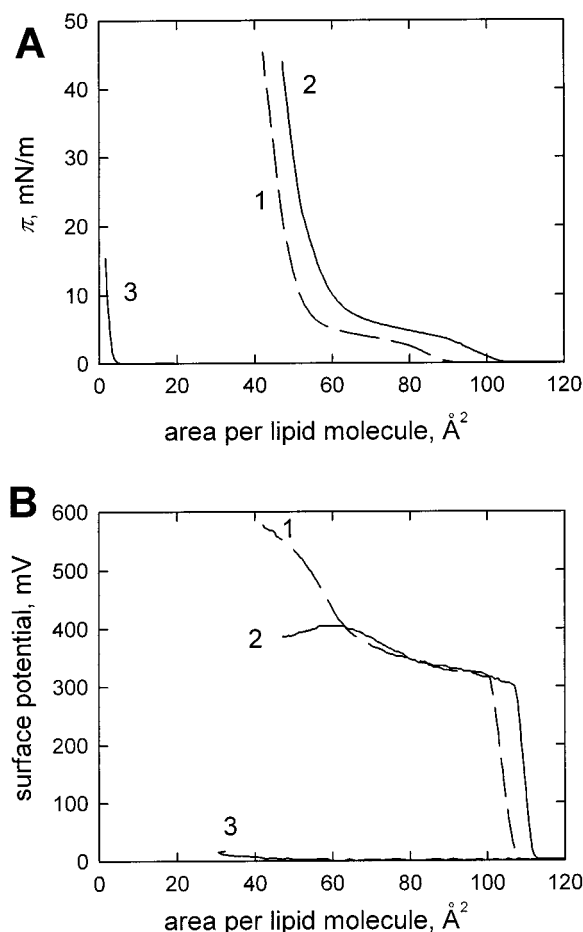 A
50
40
30
20
10
0
π, mN/m
1
2
3
0 20 40 60 80 100 120
area per lipid molecule, Å²
B
600
500
400
300
200
100
0
surface potential, mV
1
2
3
0 20 40 60 80 100 120
area per lipid molecule, Å²